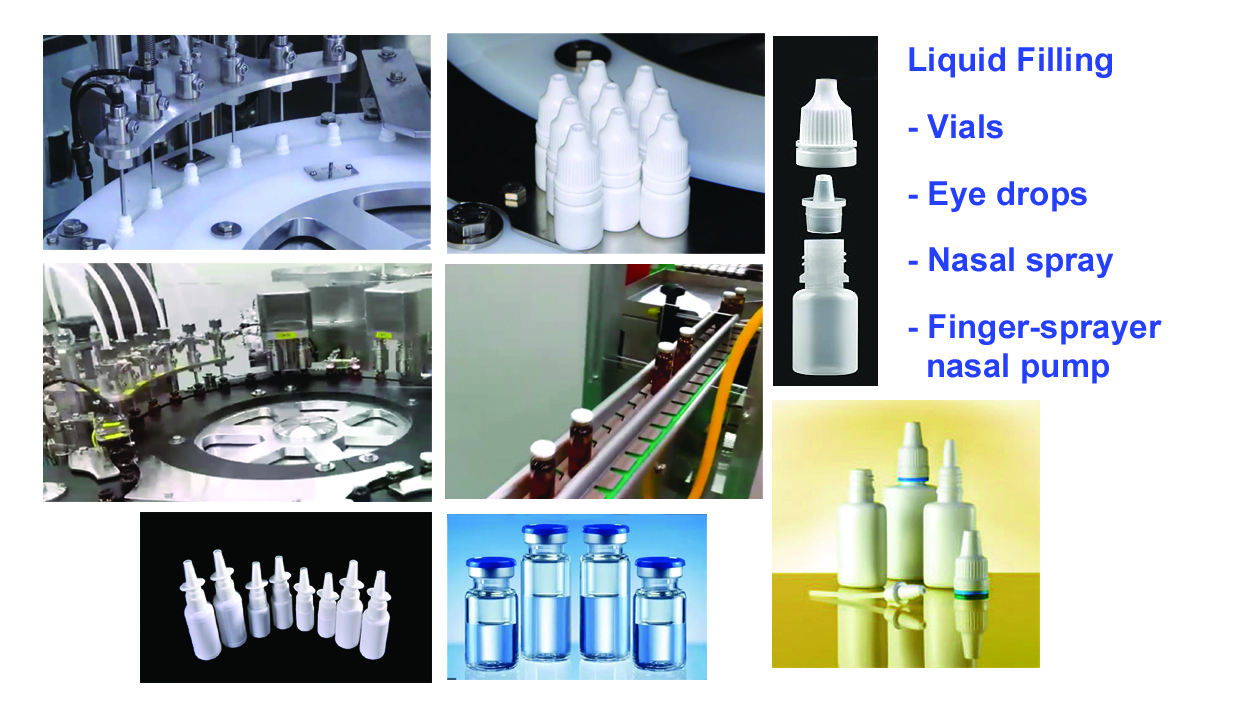 Liquid Filling
- Vials
- Eye drops
- Nasal spray
- Finger-sprayer
nasal pump